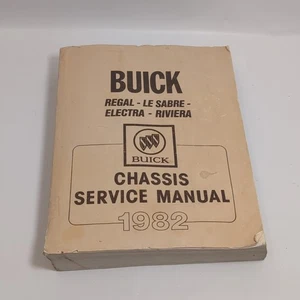 BUICK
REGAL - LE SABRE -
ELECTRA - RIVIERA
BUICK
CHASSIS
SERVICE MANUAL
1982